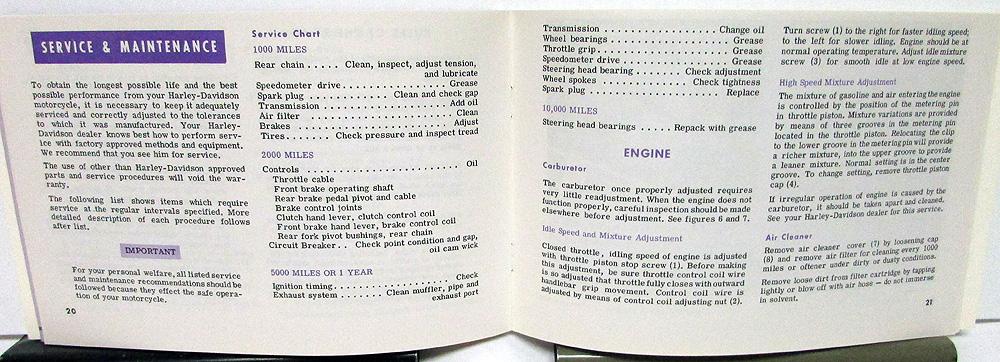 SERVICE & MAINTENANCE
To obtain the longest possible life and the best
possible performance from your Harley-Davidson
motorcycle, it is necessary to keep it adequately
serviced and correctly adjusted to the tolerances
to which it was manufactured. Your Harley-
Davidson dealer knows best how to perform serv-
ice with factory approved methods and equipment.
We recommend that you see him for service.
The use of other than Harley-Davidson approved
parts and service procedures will void the war-
ranty.
The following list shows items which require
service at the regular intervals specified. More
detailed description of each procedure follows
after list.
IMPORTANT
For your personal welfare, all listed service
and maintenance recommendations should be
followed because they effect the safe opera-
tion of your motorcycle.
20
Service Chart
1000 MILES
Rear chain ..... Clean, inspect, adjust tension,
and lubricate
Speedometer drive .................. Grease
Spark plug ............ Clean and check gap
Transmission ...................... Add oil
Air filter ........................... Clean
Brakes ............................. Adjust
Tires ....... Check pressure and inspect tread
2000 MILES
Controls ............................ Oil
Throttle cable
Front brake operating shaft
Rear brake pedal pivot and cable
Brake control joints
Clutch hand lever, clutch control coil
Front brake hand lever, brake control coil
Rear fork pivot bushings, rear chain
Circuit Breaker .. Check point condition and gap,
oil cam wick
5000 MILES OR 1 YEAR
Ignition timing ..................... Check
Exhaust system ....... Clean muffler, pipe and
exhaust port
Transmission .................... Change oil
Wheel bearings ..................... Grease
Throttle grip ....................... Grease
Speedometer drive .................. Grease
Steering head bearing ....... Check adjustment
Wheel spokes ............... Check tightness
Spark plug ......................... Replace
10,000 MILES
Steering head bearings ..... Repack with grease
ENGINE
Carburetor
The carburetor once properly adjusted requires
very little readjustment. When the engine does not
function properly, careful inspection should be made
elsewhere before adjustment. See figures 6 and 7.
Idle Speed and Mixture Adjustment
Closed throttle, idling speed of engine is adjusted
with throttle piston stop screw (1). Before making
this adjustment, be sure throttle control coil wire
is so adjusted that throttle fully closes with outward
handlebar grip movement. Control coil wire is
adjusted by means of control coil adjusting nut (2).
Turn screw (1) to the right for faster idling speed;
to the left for slower idling. Engine should be at
normal operating temperature. Adjust idle mixture
screw (3) for smooth idle at low engine speed.
High Speed Mixture Adjustment
The mixture of gasoline and air entering the engine
is controlled by the position of the metering pin
in throttle piston. Mixture variations are provided
by means of three grooves in the metering pin
located in the throttle piston. Relocating the clip
to the lower groove in the metering pin will provide
a richer mixture, into the upper groove to provide
a leaner mixture. Normal setting is in the center
groove. To change setting, remove throttle piston
cap (4).
If irregular operation of engine is caused by the
carburetor, it should be taken apart and cleaned.
See your Harley-Davidson dealer for this service.
Air Cleaner
Remove air cleaner cover (7) by loosening cap
(8) and remove air filter for cleaning every 1000
miles or oftener under dirty or dusty conditions.
Remove loose dirt from filter cartridge by tapping
lightly or blow off with air hose — do not immerse
in solvent.
21